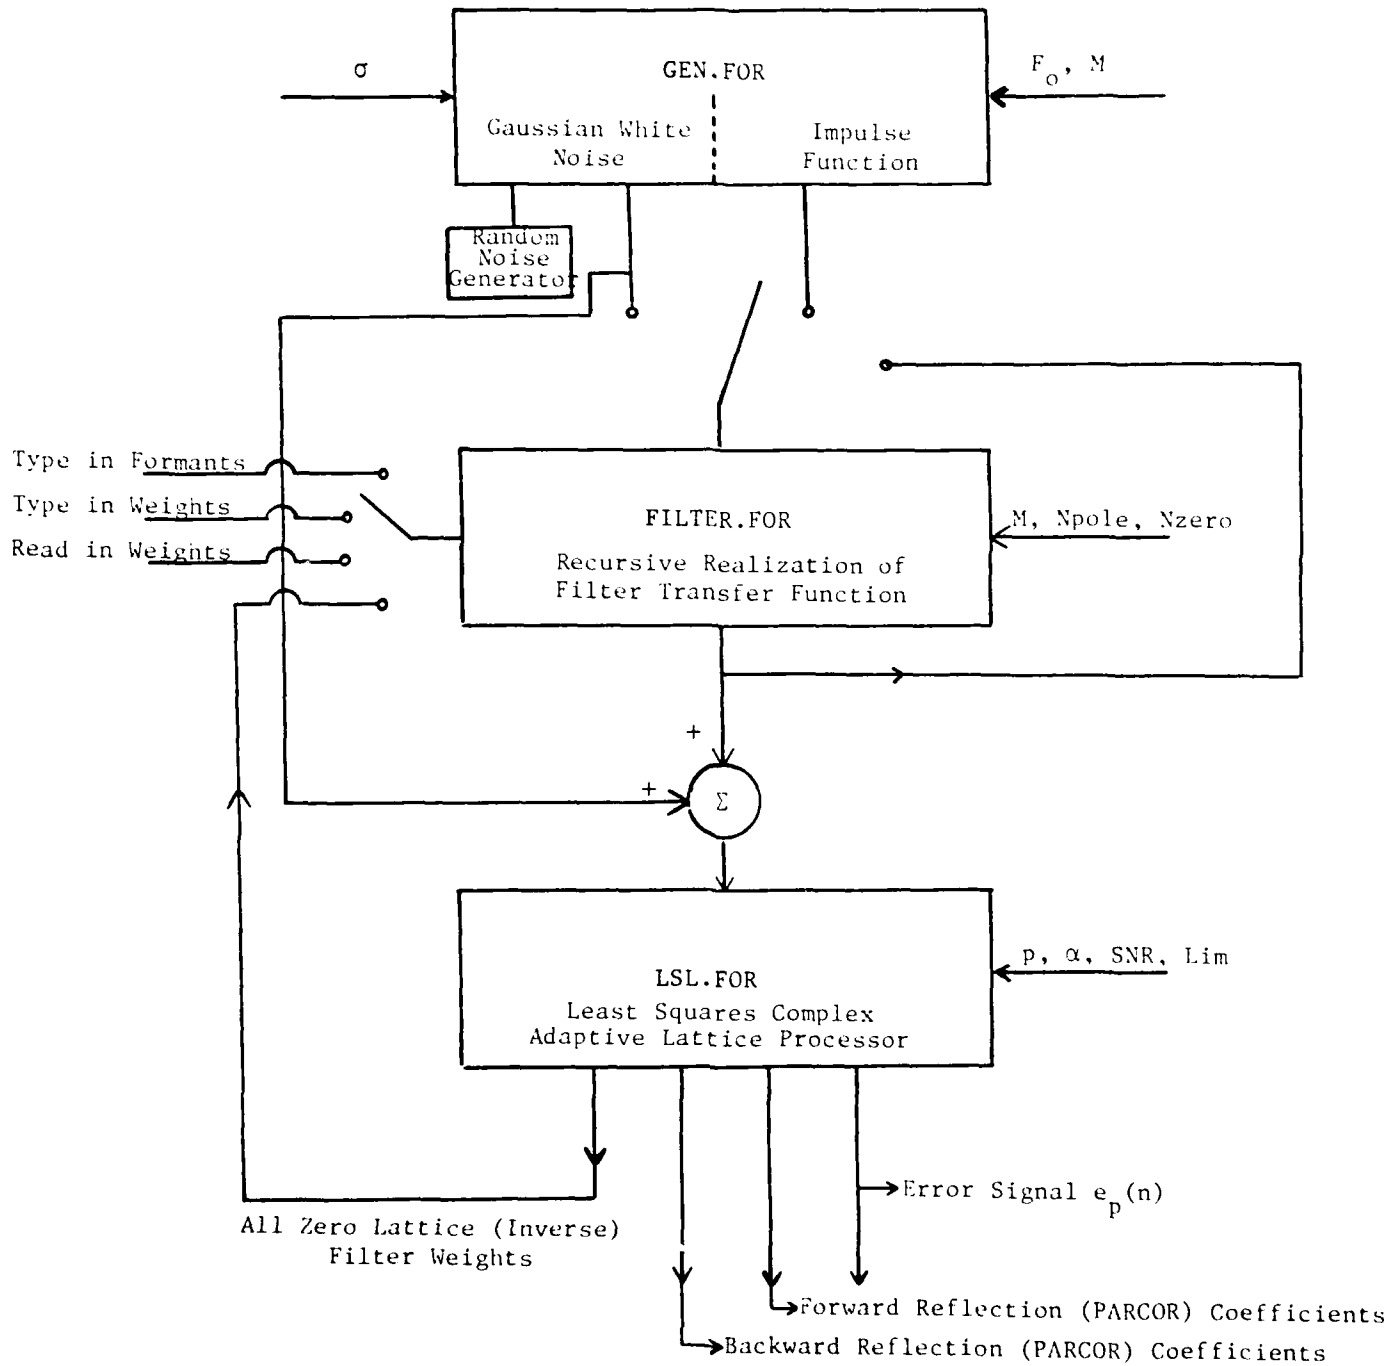 σ
GEN.FOR
F_o, M
Gaussian White
Noise
Impulse
Function
Random
Noise
Generator
Type in Formants
Type in Weights
Read in Weights
FILTER.FOR
Recursive Realization of
Filter Transfer Function
M, Npole, Nzero
+
+
Σ
p, α, SNR, Lim
LSL.FOR
Least Squares Complex
Adaptive Lattice Processor
Error Signal e_p(n)
All Zero Lattice (Inverse)
Filter Weights
Forward Reflection (PARCOR) Coefficients
Backward Reflection (PARCOR) Coefficients